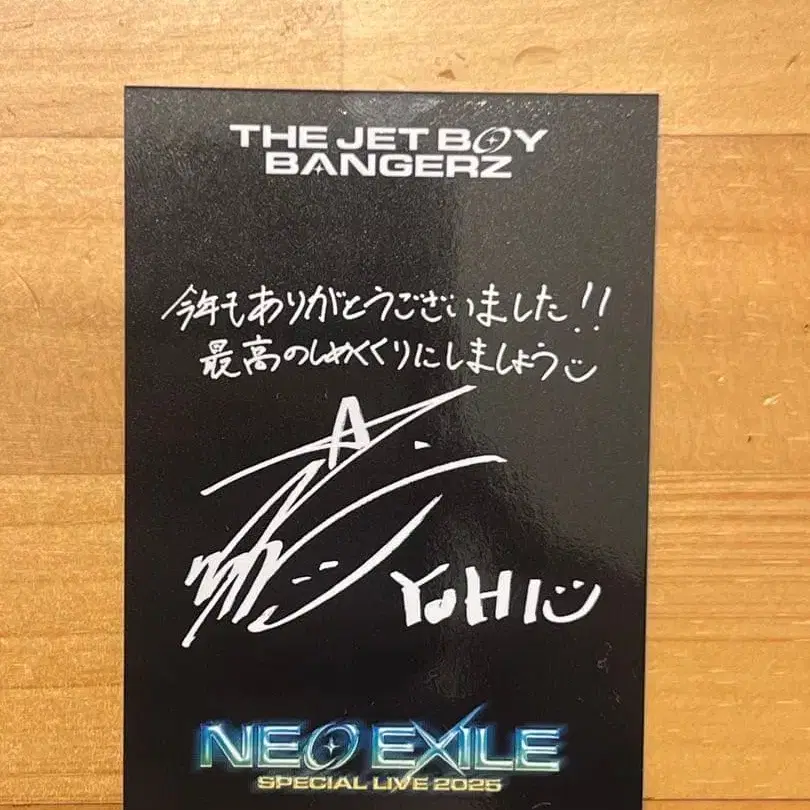 THE JET BOY
BANGERZ
今年もありがとうございました!!
最高のしめくくりにしましょう
YUHI
NEO EXILE
SPECIAL LIVE 2025